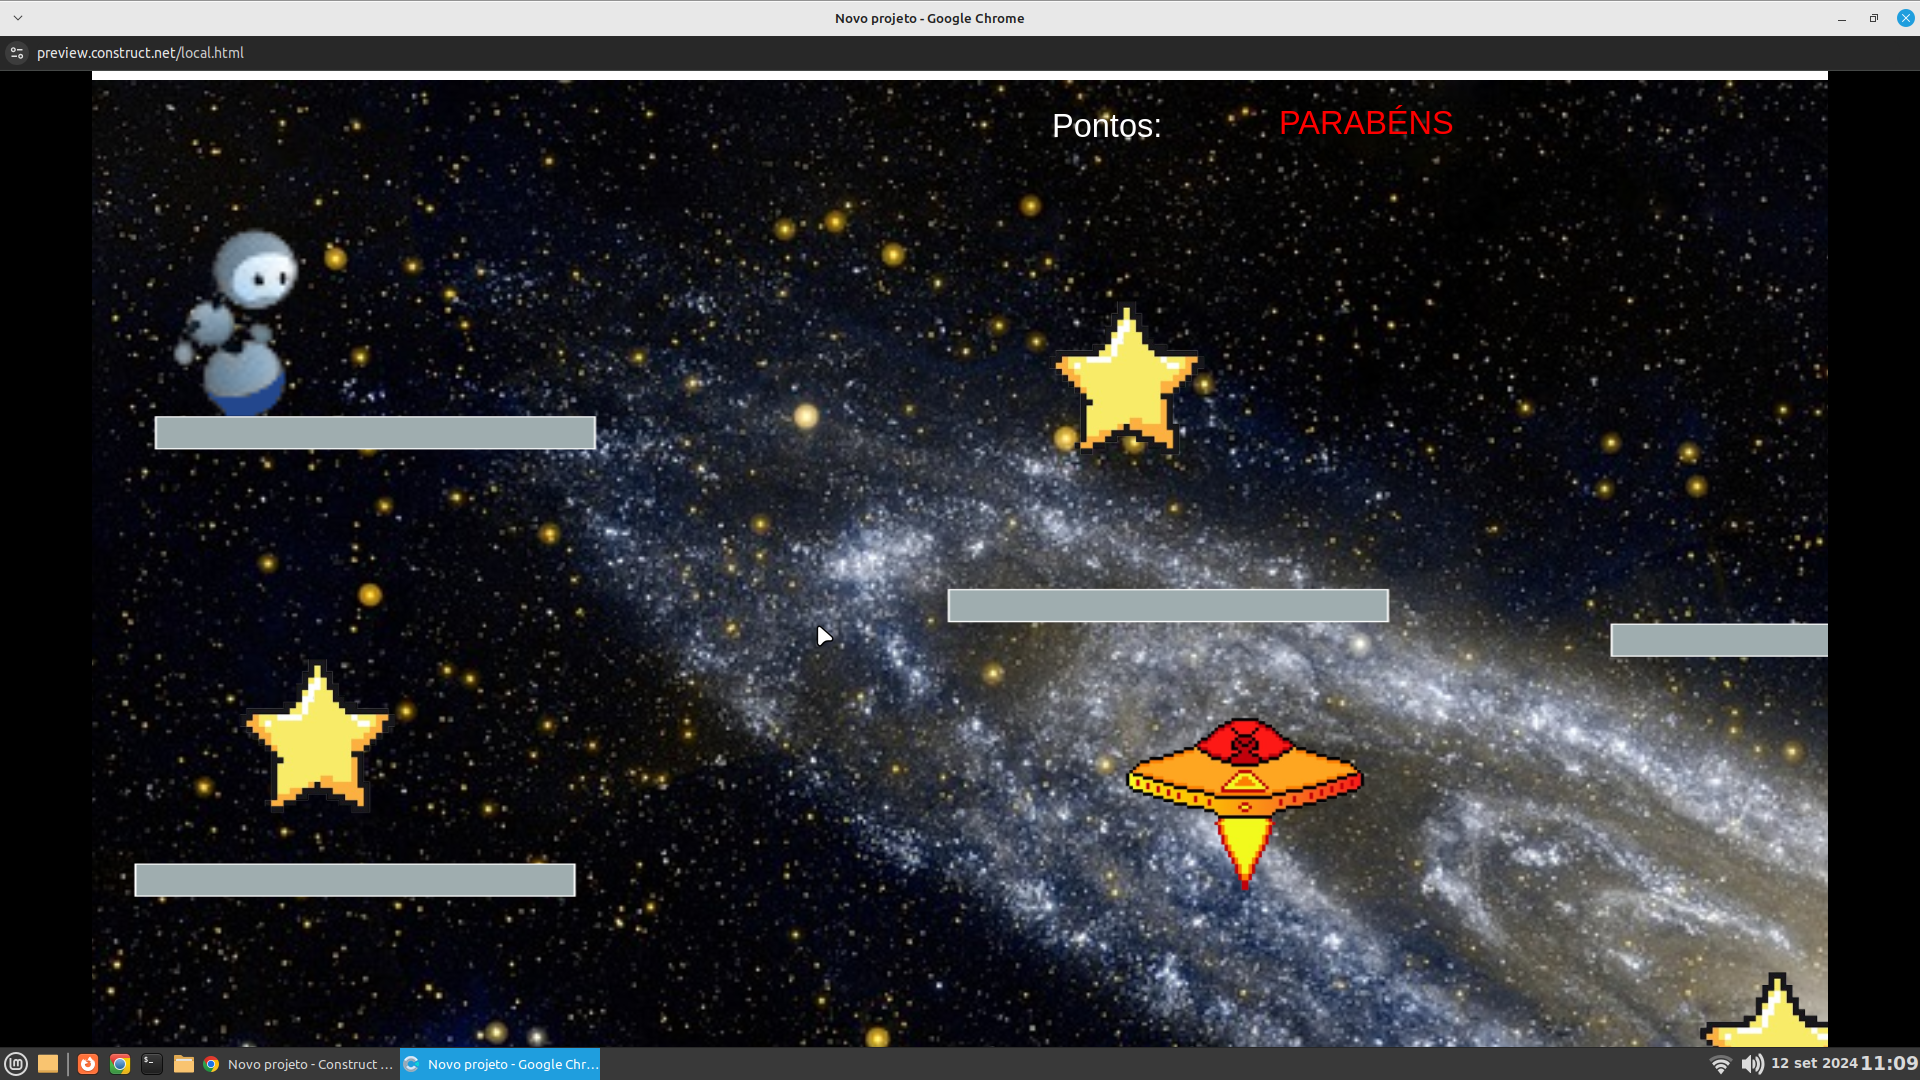 Novo projeto - Google Chrome
preview.construct.net/local.html
Pontos:
PARABÉNS
Novo projeto - Construct ...
Novo projeto - Google Chr...
12 set 2024 11:09